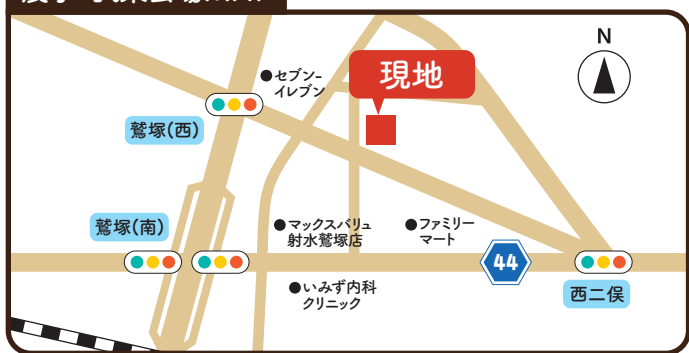 N
●セブン-
イレブン
現地
鷲塚(西)
鷲塚(南)
●マックスバリュ
射水鷲塚店
●ファミリー
マート
44
●いみず内科
クリニック
西二俣